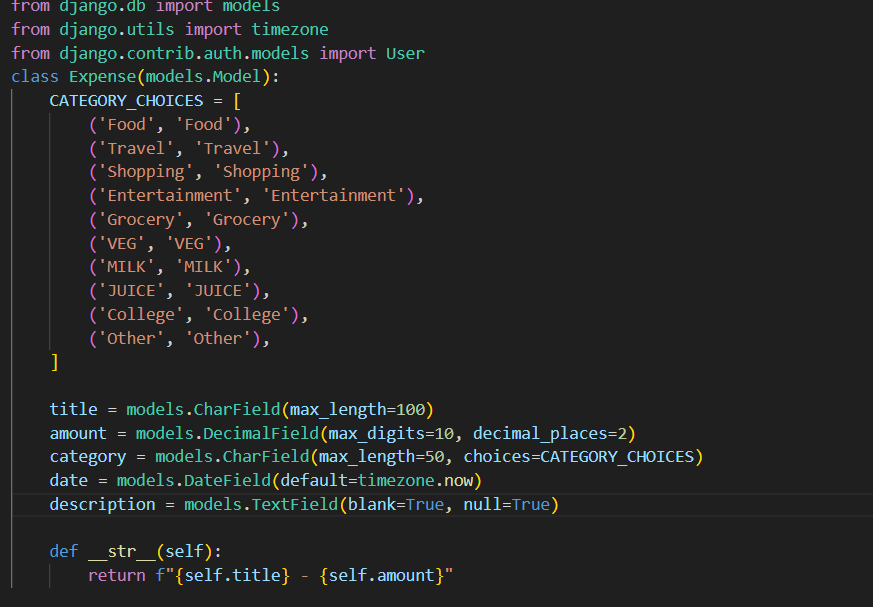 from django.db import models
from django.utils import timezone
from django.contrib.auth.models import User
class Expense(models.Model):
    CATEGORY_CHOICES = [
        ('Food', 'Food'),
        ('Travel', 'Travel'),
        ('Shopping', 'Shopping'),
        ('Entertainment', 'Entertainment'),
        ('Grocery', 'Grocery'),
        ('VEG', 'VEG'),
        ('MILK', 'MILK'),
        ('JUICE', 'JUICE'),
        ('College', 'College'),
        ('Other', 'Other'),
    ]

    title = models.CharField(max_length=100)
    amount = models.DecimalField(max_digits=10, decimal_places=2)
    category = models.CharField(max_length=50, choices=CATEGORY_CHOICES)
    date = models.DateField(default=timezone.now)
    description = models.TextField(blank=True, null=True)

    def __str__(self):
        return f"{self.title} - {self.amount}"